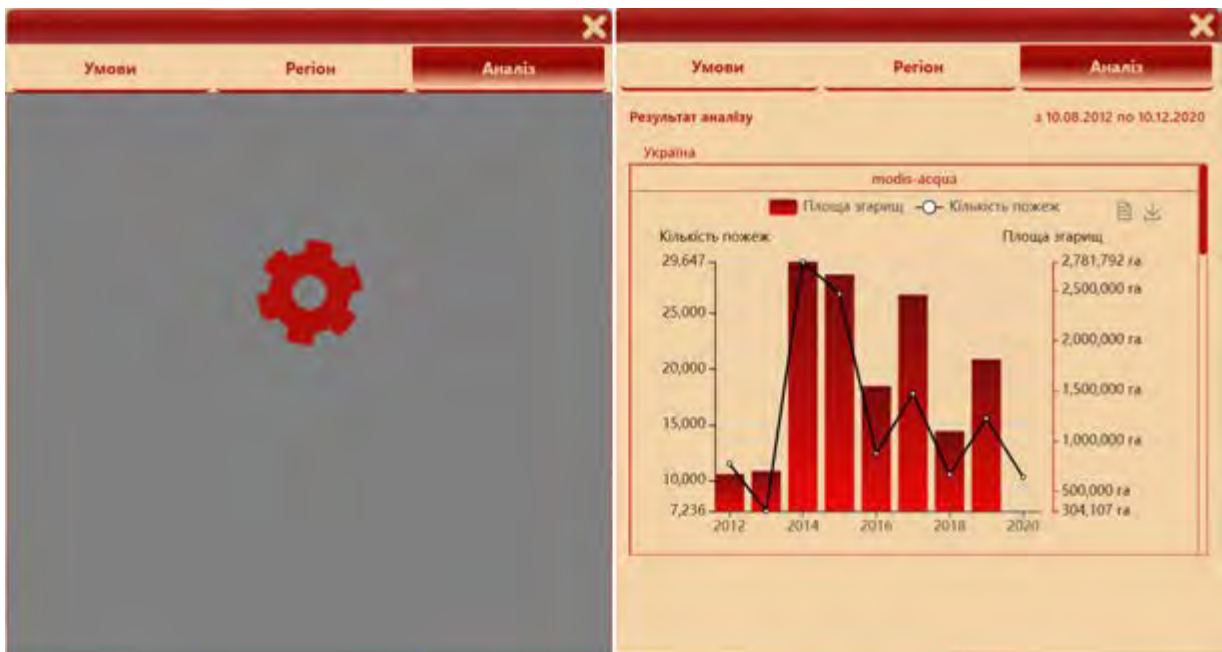 Умови Регіон Аналіз
Умови Регіон Аналіз
Результат аналізу з 10.08.2012 по 10.12.2020
Україна
modis-acqua
Площа згарищ Кількість пожеж
Кількість пожеж Площа згарищ
29,647 2,781,792 га
2,500,000 га
25,000
2,000,000 га
20,000
1,500,000 га
15,000
1,000,000 га
10,000
500,000 га
7,236 304,107 га
2012 2014 2016 2018 2020